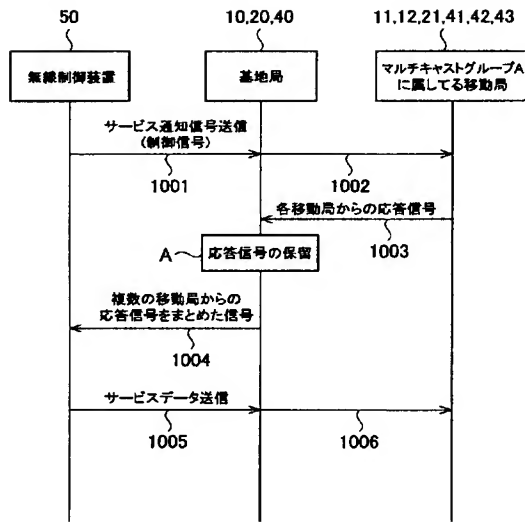 50
10,20,40
11,12,21,41,42,43
無線制御装置
基地局
マルチキャストグループA
に属してる移動局
サービス通知信号送信
(制御信号)
1001
1002
各移動局からの応答信号
1003
A
応答信号の保留
複数の移動局からの
応答信号をまとめた信号
1004
サービスデータ送信
1005
1006